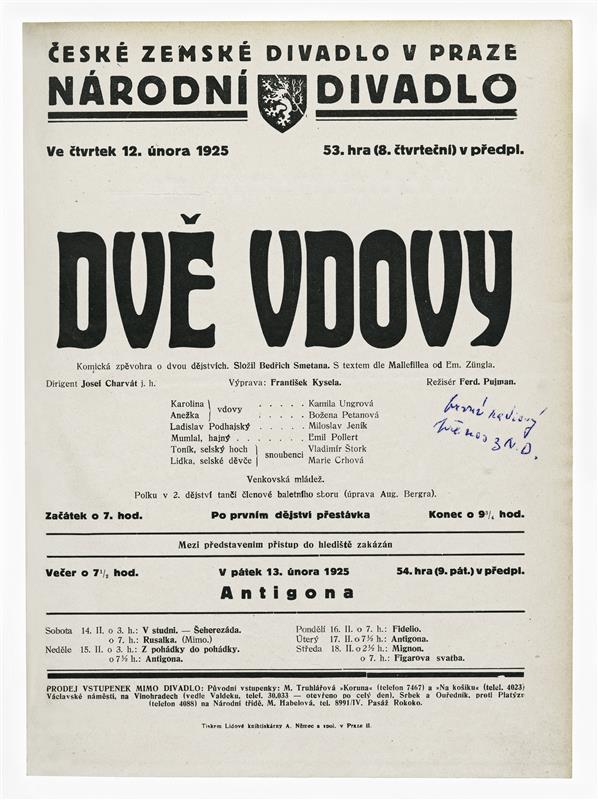 ČESKÉ ZEMSKÉ DIVADLO V PRAZE
NÁRODNÍ DIVADLO
Ve čtvrtek 12. února 1925 53. hra (8. čtvrteční) v předpl.
DVĚ VDOVY
Komická zpěvohra o dvou dějstvích. Složil Bedřich Smetana. S textem dle Mallefillea od Em. Züngla.
Dirigent Josef Charvát j. h. Výprava: František Kysela. Režisér Ferd. Pujman.
Karolina } vdovy . . . . . Kamila Ungrová
Anežka } vdovy . . . . . Božena Petanová
Ladislav Podhajský . . . . . Miloslav Jeník
Mumlal, hajný . . . . . . . Emil Pollert
Toník, selský hoch } snoubenci Vladimír Štork
Lidka, selské děvče } snoubenci Marie Crhová
první radiový
přenos z N.D.
Venkovská mládež.
Polku v 2. dějství tančí členové baletního sboru (úprava Aug. Bergra).
Začátek o 7. hod. Po prvním dějství přestávka Konec o 9¾ hod.
Mezi představením přístup do hlediště zakázán
Večer o 7½ hod. V pátek 13. února 1925 54. hra (9. pát.) v předpl.
Antigona
Sobota 14. II. o 3. h.: V studni. — Šeherezáda.
o 7. h.: Rusalka. (Mimo.)
Neděle 15. II. o 3. h.: Z pohádky do pohádky.
o 7½ h.: Antigona.
Pondělí 16. II. o 7. h.: Fidelio.
Úterý 17. II. o 7½ h.: Antigona.
Středa 18. II. o 2½ h.: Mignon.
o 7. h.: Figarova svatba.
PRODEJ VSTUPENEK MIMO DIVADLO: Původní vstupenky: M. Truhlářová »Koruna« (telefon 7467) a »Na košíku« (telef. 4023)
Václavské náměstí, na Vinohradech (vedle Valdeku, telef. 30.033 — otevřeno po celý den), Srbek a Ouředník, proti Platýzr
(telefon 4088) na Národní třídě, M. Habelová, tel. 8991/IV. Pasáž Rokoko.
Tiskem Lidové knihtiskárny A. Němec a spol. v Praze II.